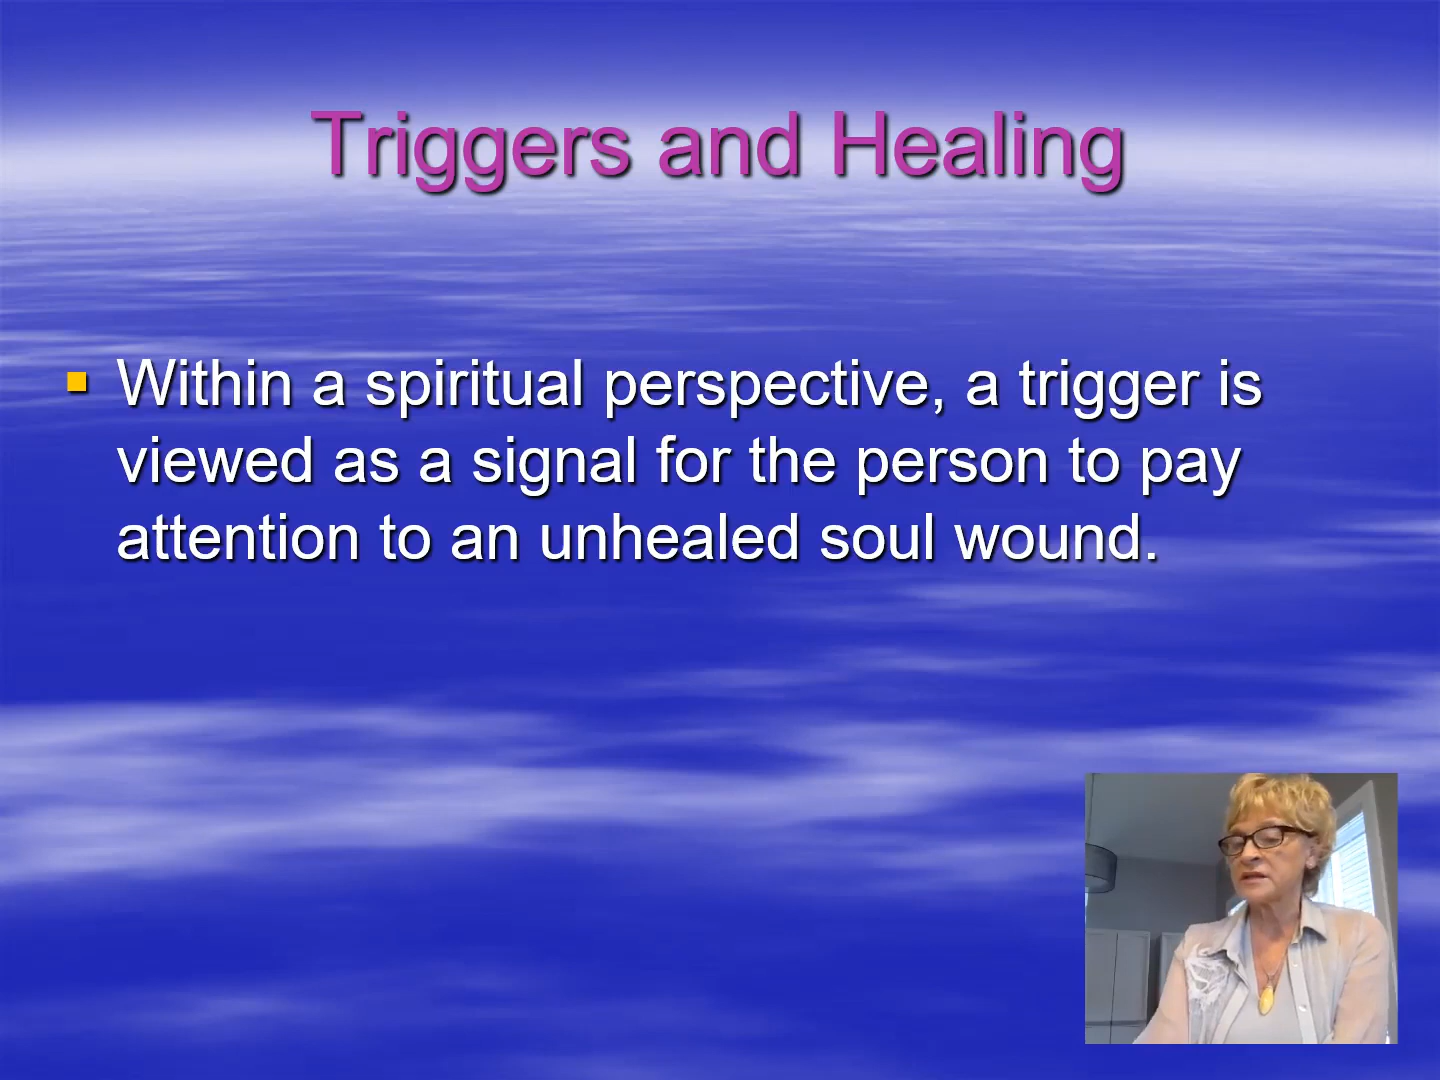 Triggers and Healing
Within a spiritual perspective, a trigger is
viewed as a signal for the person to pay
attention to an unhealed soul wound.